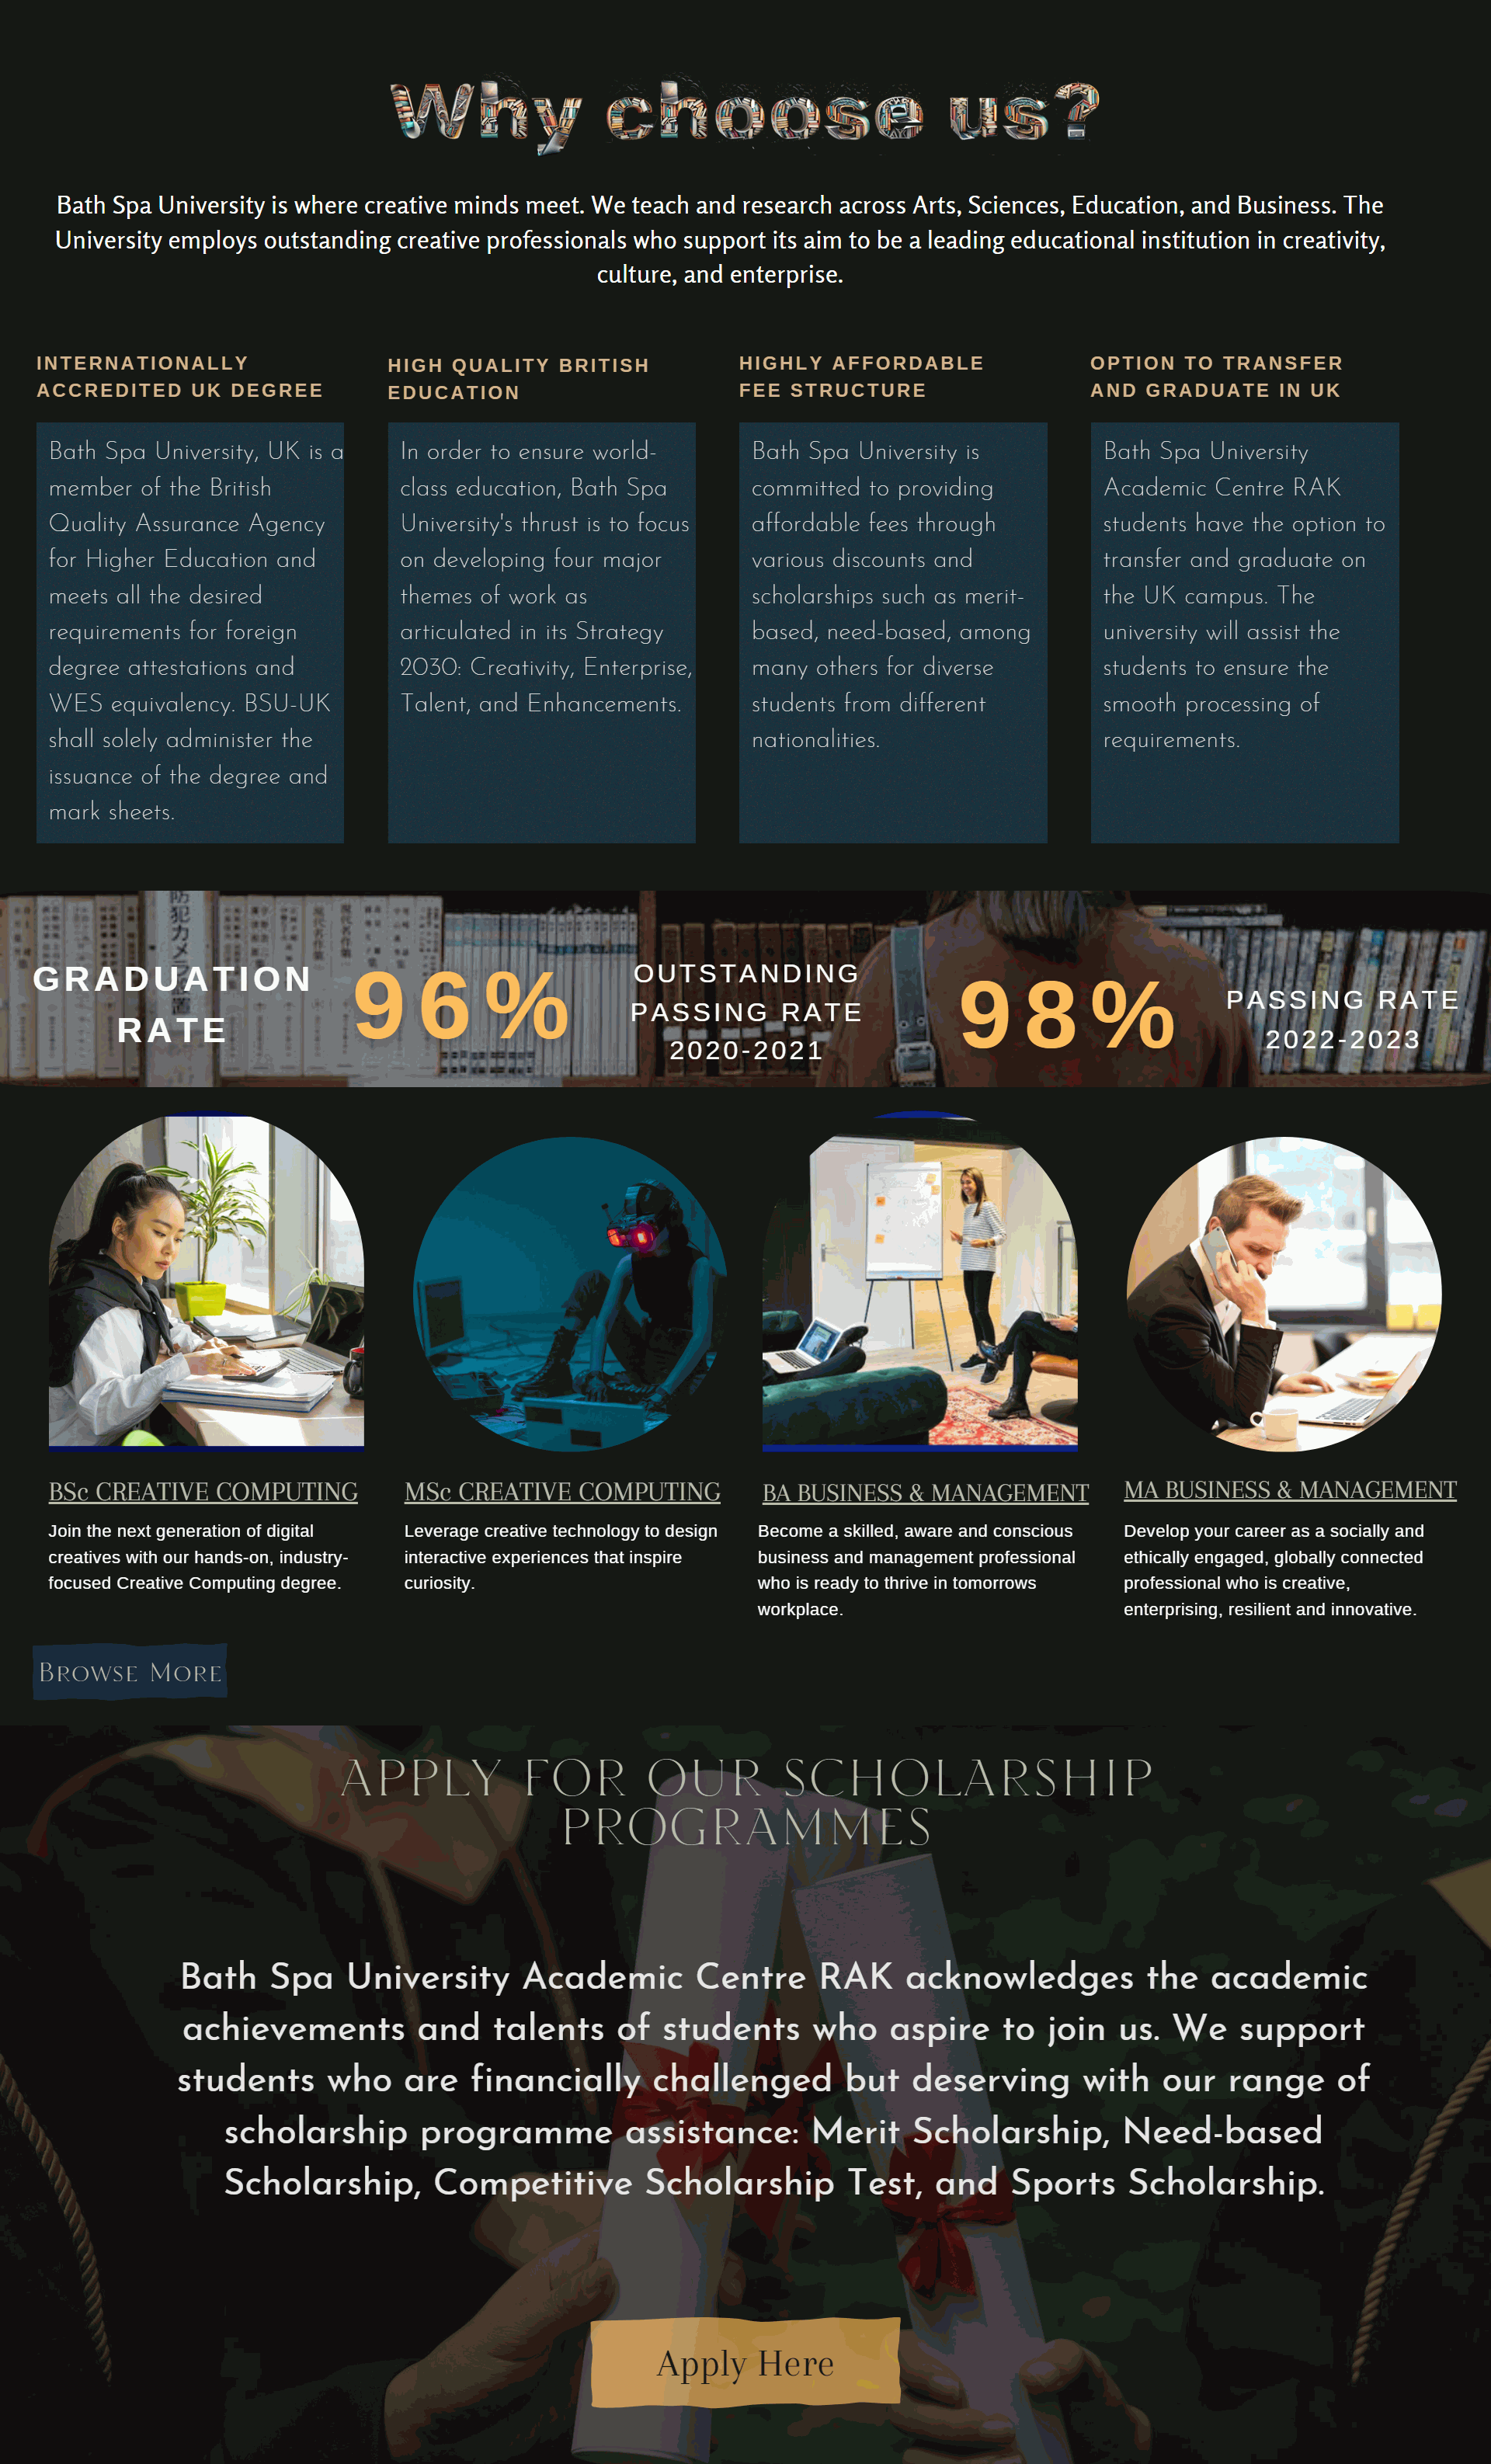 Why choose us?
Bath Spa University is where creative minds meet. We teach and research across Arts, Sciences, Education, and Business. The
University employs outstanding creative professionals who support its aim to be a leading educational institution in creativity,
culture, and enterprise.
INTERNATIONALLY
ACCREDITED UK DEGREE
Bath Spa University, UK is a
member of the British
Quality Assurance Agency
for Higher Education and
meets all the desired
requirements for foreign
degree attestations and
WES equivalency. BSU-UK
shall solely administer the
issuance of the degree and
mark sheets.
HIGH QUALITY BRITISH
EDUCATION
In order to ensure world-
class education, Bath Spa
University's thrust is to focus
on developing four major
themes of work as
articulated in its Strategy
2030: Creativity, Enterprise,
Talent, and Enhancements.
HIGHLY AFFORDABLE
FEE STRUCTURE
Bath Spa University is
committed to providing
affordable fees through
various discounts and
scholarships such as merit-
based, need-based, among
many others for diverse
students from different
nationalities.
OPTION TO TRANSFER
AND GRADUATE IN UK
Bath Spa University
Academic Centre RAK
students have the option to
transfer and graduate on
the UK campus. The
university will assist the
students to ensure the
smooth processing of
requirements.
防犯カメ
GRADUATION
RATE
96%
OUTSTANDING
PASSING RATE
2020-2021
98%
PASSING RATE
2022-2023
BSc CREATIVE COMPUTING
Join the next generation of digital
creatives with our hands-on, industry-
focused Creative Computing degree.
MSc CREATIVE COMPUTING
Leverage creative technology to design
interactive experiences that inspire
curiosity.
BA BUSINESS & MANAGEMENT
Become a skilled, aware and conscious
business and management professional
who is ready to thrive in tomorrows
workplace.
MA BUSINESS & MANAGEMENT
Develop your career as a socially and
ethically engaged, globally connected
professional who is creative,
enterprising, resilient and innovative.
Browse More
APPLY FOR OUR SCHOLARSHIP
PROGRAMMES
Bath Spa University Academic Centre RAK acknowledges the academic
achievements and talents of students who aspire to join us. We support
students who are financially challenged but deserving with our range of
scholarship programme assistance: Merit Scholarship, Need-based
Scholarship, Competitive Scholarship Test, and Sports Scholarship.
Apply Here